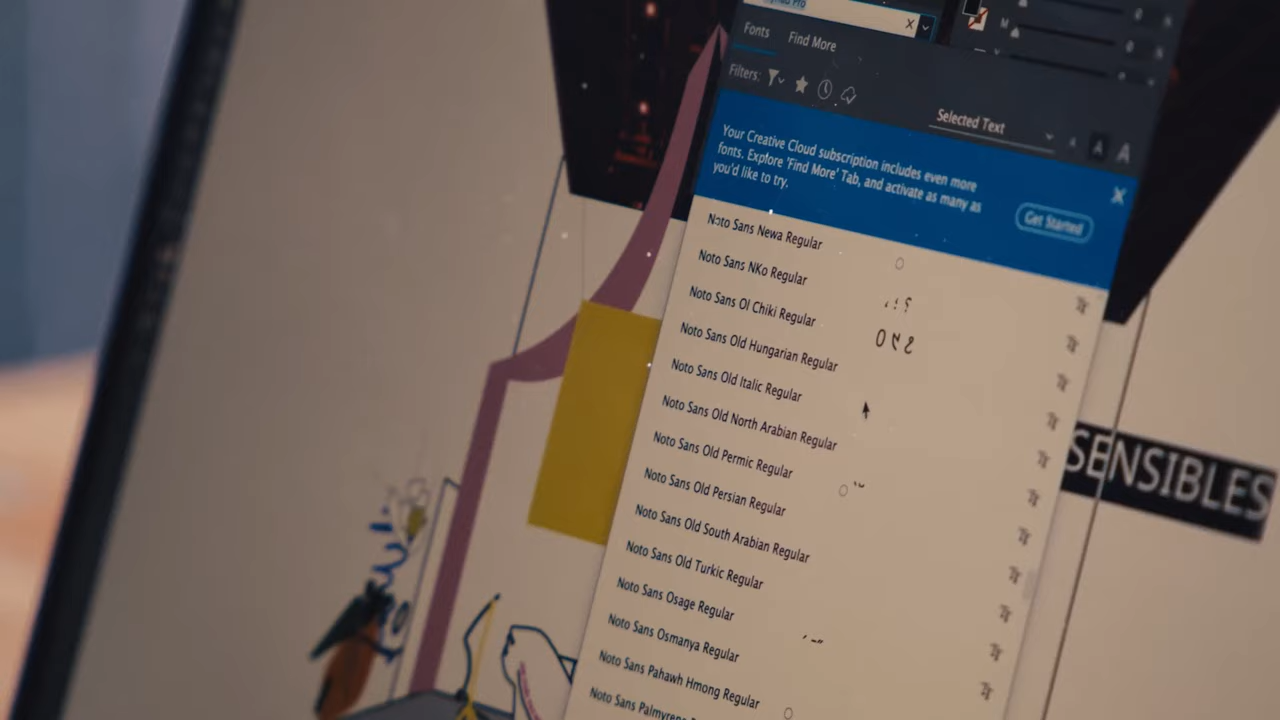 Fonts
Find More
Filters:
Selected Text
A
A
A
Your Creative Cloud subscription includes even more
fonts. Explore 'Find More' Tab, and activate as many as
you'd like to try.
Get Started
Noto Sans Newa Regular
Noto Sans NKo Regular
Noto Sans Ol Chiki Regular
Noto Sans Old Hungarian Regular
Noto Sans Old Italic Regular
Noto Sans Old North Arabian Regular
Noto Sans Old Permic Regular
Noto Sans Old Persian Regular
Noto Sans Old South Arabian Regular
Noto Sans Old Turkic Regular
Noto Sans Osage Regular
Noto Sans Osmanya Regular
Noto Sans Pahawh Hmong Regular
Noto Sans Palmyrene
SENSIBLES